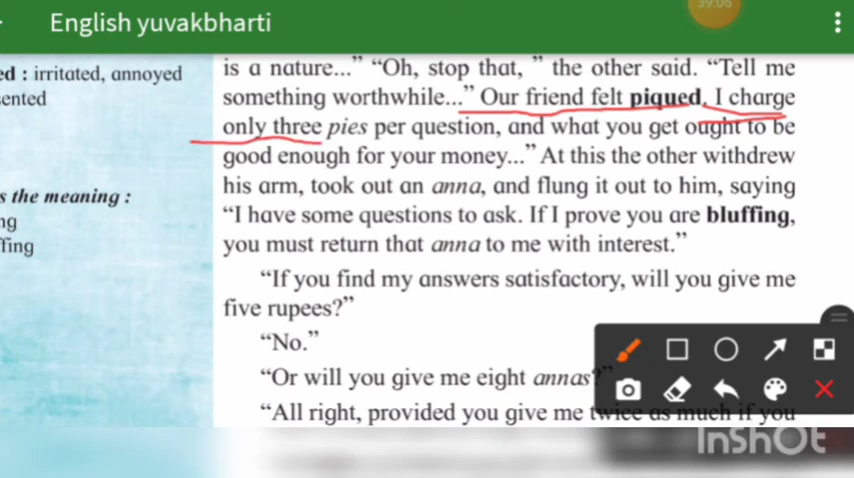 39:06
English yuvakbharti
ed : irritated, annoyed
sented
s the meaning :
ng
ffing
is a nature...” “Oh, stop that, ” the other said. “Tell me
something worthwhile...” Our friend felt piqued. I charge
only three pies per question, and what you get ought to be
good enough for your money...” At this the other withdrew
his arm, took out an anna, and flung it out to him, saying
“I have some questions to ask. If I prove you are bluffing,
you must return that anna to me with interest.”
“If you find my answers satisfactory, will you give me
five rupees?”
“No.”
“Or will you give me eight annas?”
“All right, provided you give me twice as much if you
InShOt